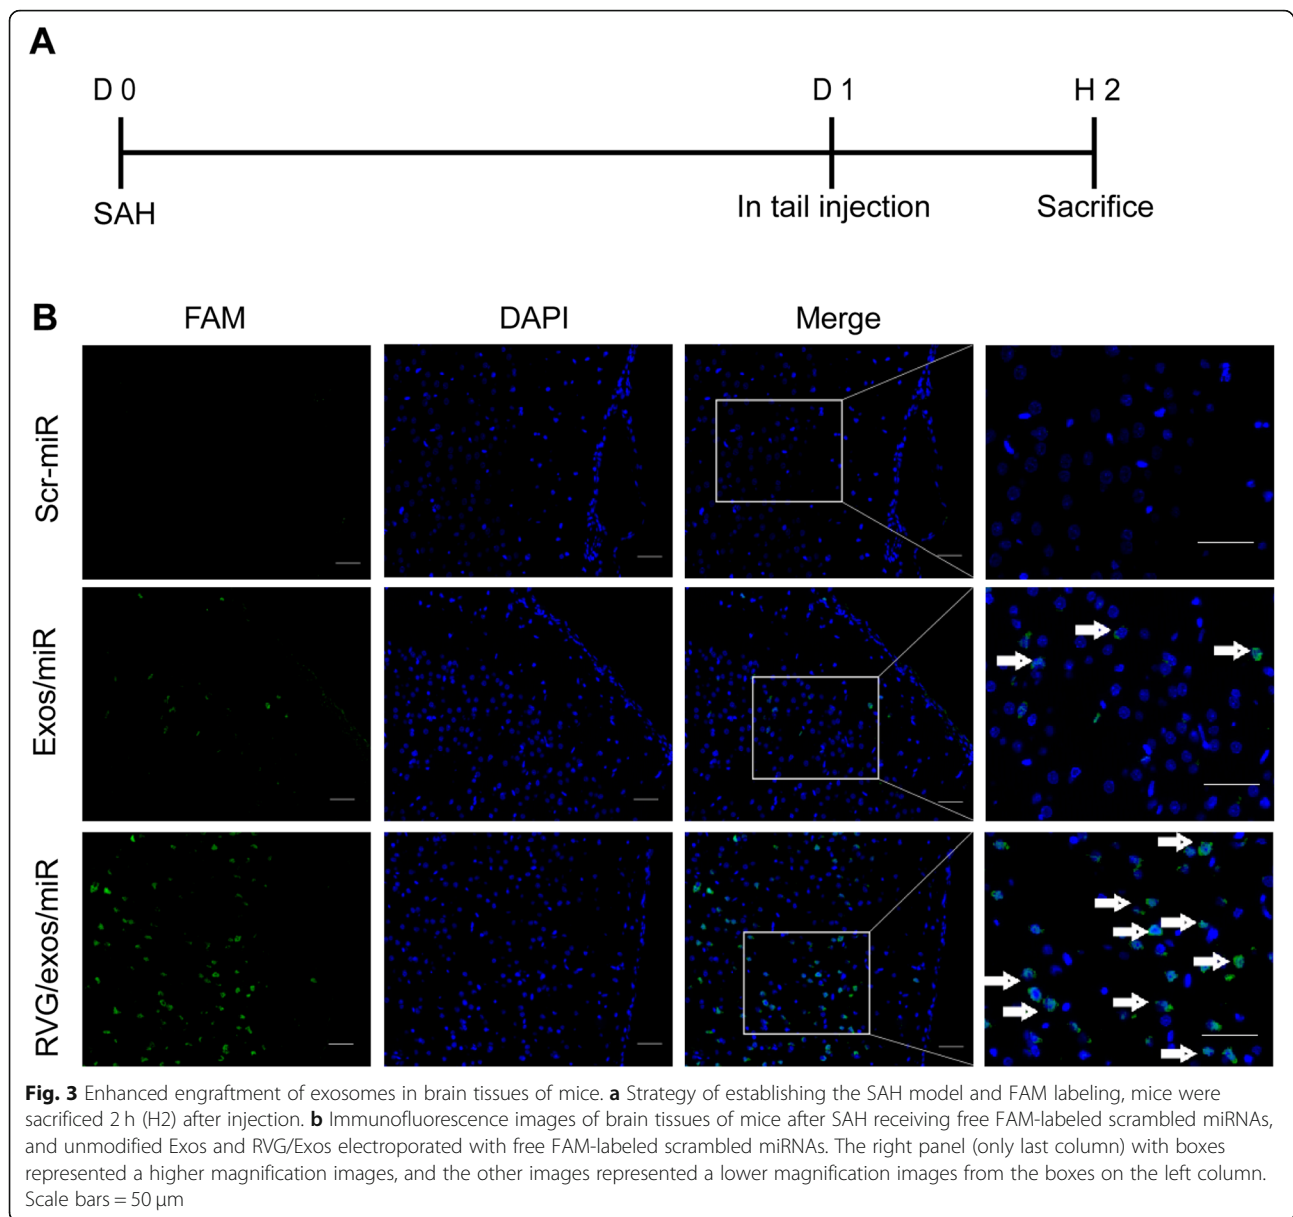 A
D 0
D 1
H 2
SAH
In tail injection
Sacrifice
B
FAM
DAPI
Merge
Scr-miR
Exos/miR
RVG/exos/miR
Fig. 3 Enhanced engraftment of exosomes in brain tissues of mice. a Strategy of establishing the SAH model and FAM labeling, mice were
sacrificed 2 h (H2) after injection. b Immunofluorescence images of brain tissues of mice after SAH receiving free FAM-labeled scrambled miRNAs,
and unmodified Exos and RVG/Exos electroporated with free FAM-labeled scrambled miRNAs. The right panel (only last column) with boxes
represented a higher magnification images, and the other images represented a lower magnification images from the boxes on the left column.
Scale bars = 50 μm